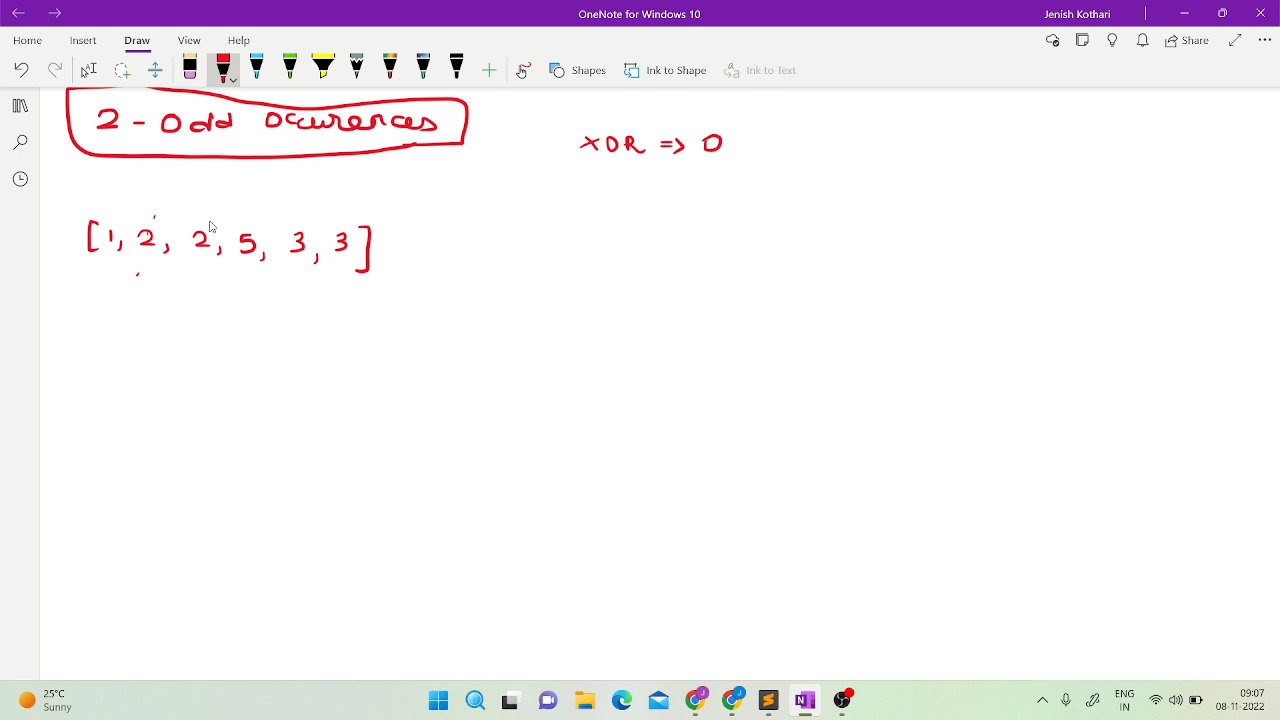 OneNote for Windows 10
Jenish Kothari
Home Insert Draw View Help
Share
Shapes Ink to Shape Ink to Text
2 - Odd Ocurences
XOR => 0
[1, 2, 2, 5, 3, 3]
25°C
Sunny
ENG
IN
09:07
08-11-2022